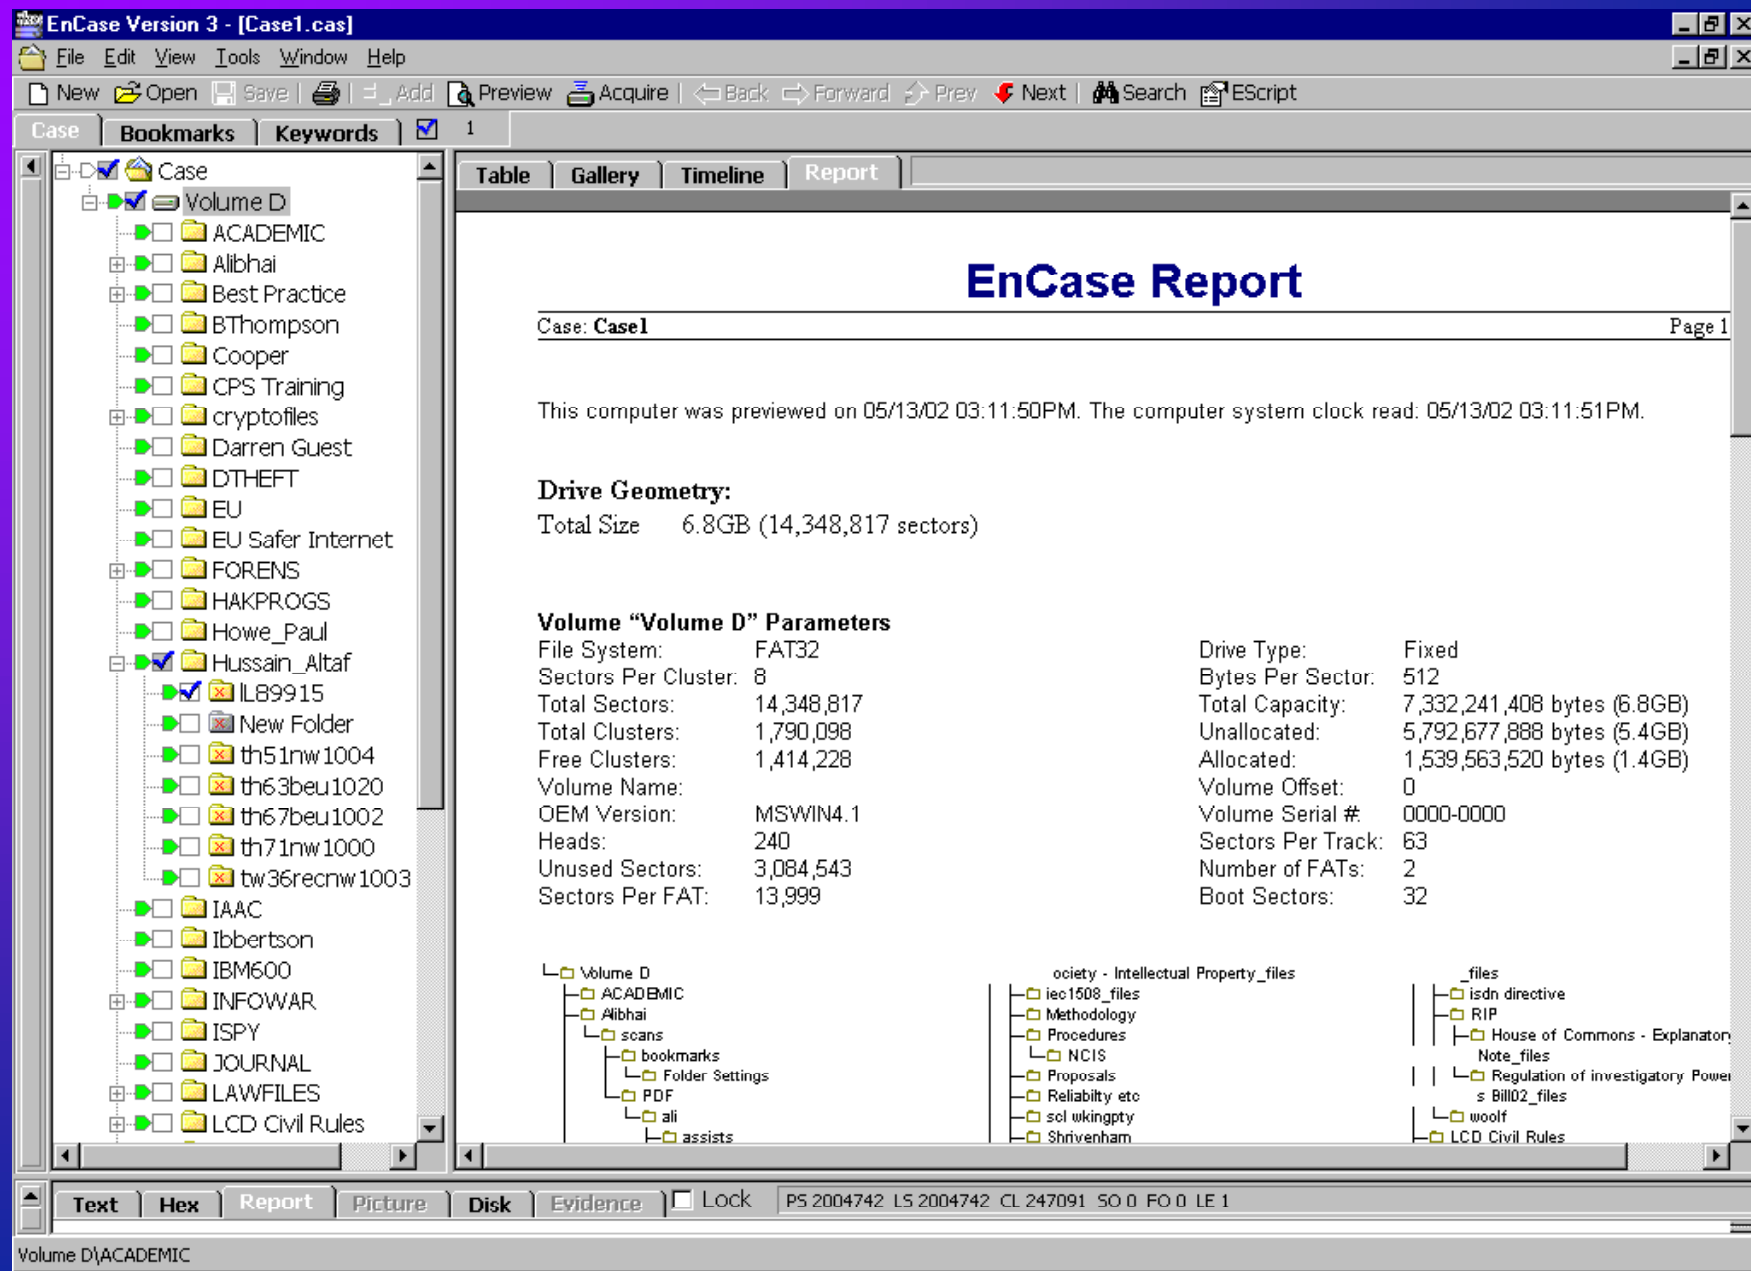 EnCase Version 3 - [Case1.cas]
File Edit View Tools Window Help
New Open Save Add Preview Acquire Back Forward Prev Next Search EScript
Case Bookmarks Keywords 1
Case
Volume D
ACADEMIC
Alibhai
Best Practice
BThompson
Cooper
CPS Training
cryptofiles
Darren Guest
DTHEFT
EU
EU Safer Internet
FORENS
HAKPROGS
Howe_Paul
Hussain_Altaf
IL89915
New Folder
th51nw1004
th63beu1020
th67beu1002
th71nw1000
tw36recnw1003
IAAC
Ibbertson
IBM600
INFOWAR
ISPY
JOURNAL
LAWFILES
LCD Civil Rules
Table Gallery Timeline Report
EnCase Report
Case: Case1 Page 1
This computer was previewed on 05/13/02 03:11:50PM. The computer system clock read: 05/13/02 03:11:51PM.
Drive Geometry:
Total Size 6.8GB (14,348,817 sectors)
Volume “Volume D” Parameters
File System: FAT32 Drive Type: Fixed
Sectors Per Cluster: 8 Bytes Per Sector: 512
Total Sectors: 14,348,817 Total Capacity: 7,332,241,408 bytes (6.8GB)
Total Clusters: 1,790,098 Unallocated: 5,792,677,888 bytes (5.4GB)
Free Clusters: 1,414,228 Allocated: 1,539,563,520 bytes (1.4GB)
Volume Name: Volume Offset: 0
OEM Version: MSWIN4.1 Volume Serial #: 0000-0000
Heads: 240 Sectors Per Track: 63
Unused Sectors: 3,084,543 Number of FATs: 2
Sectors Per FAT: 13,999 Boot Sectors: 32
Volume D
ACADEMIC
Alibhai
scans
bookmarks
Folder Settings
PDF
ali
assists
ociety - Intellectual Property_files
iec1508_files
Methodology
Procedures
NCIS
Proposals
Reliabilty etc
scl wkingpty
Shrivenham
_files
isdn directive
RIP
House of Commons - Explanatory
Note_files
Regulation of investigatory Power
s Bill02_files
woolf
LCD Civil Rules
Text Hex Report Picture Disk Evidence Lock PS 2004742 LS 2004742 CL 247091 SO 0 FO 0 LE 1
Volume D\ACADEMIC